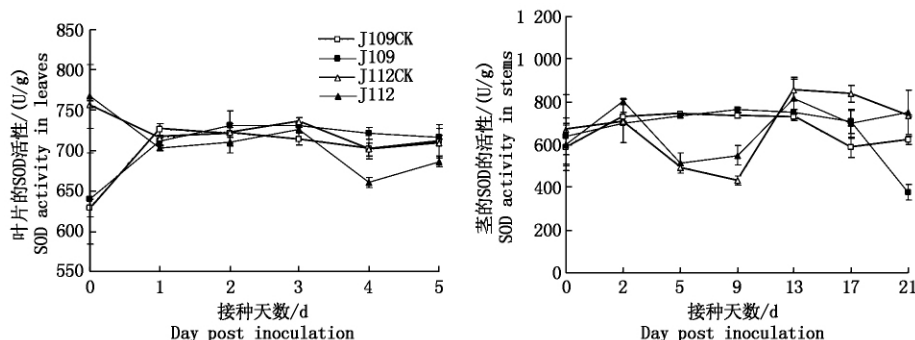 叶片的SOD活性/(U/g)
SOD activity in leaves
850
800
750
700
650
600
550
J109CK
J109
J112CK
J112
0 1 2 3 4 5
接种天数/d
Day post inoculation
茎的SOD的活性/(U/g)
SOD activity in stems
1 200
1 000
800
600
400
200
0
0 2 5 9 13 17 21
接种天数/d
Day post inoculation